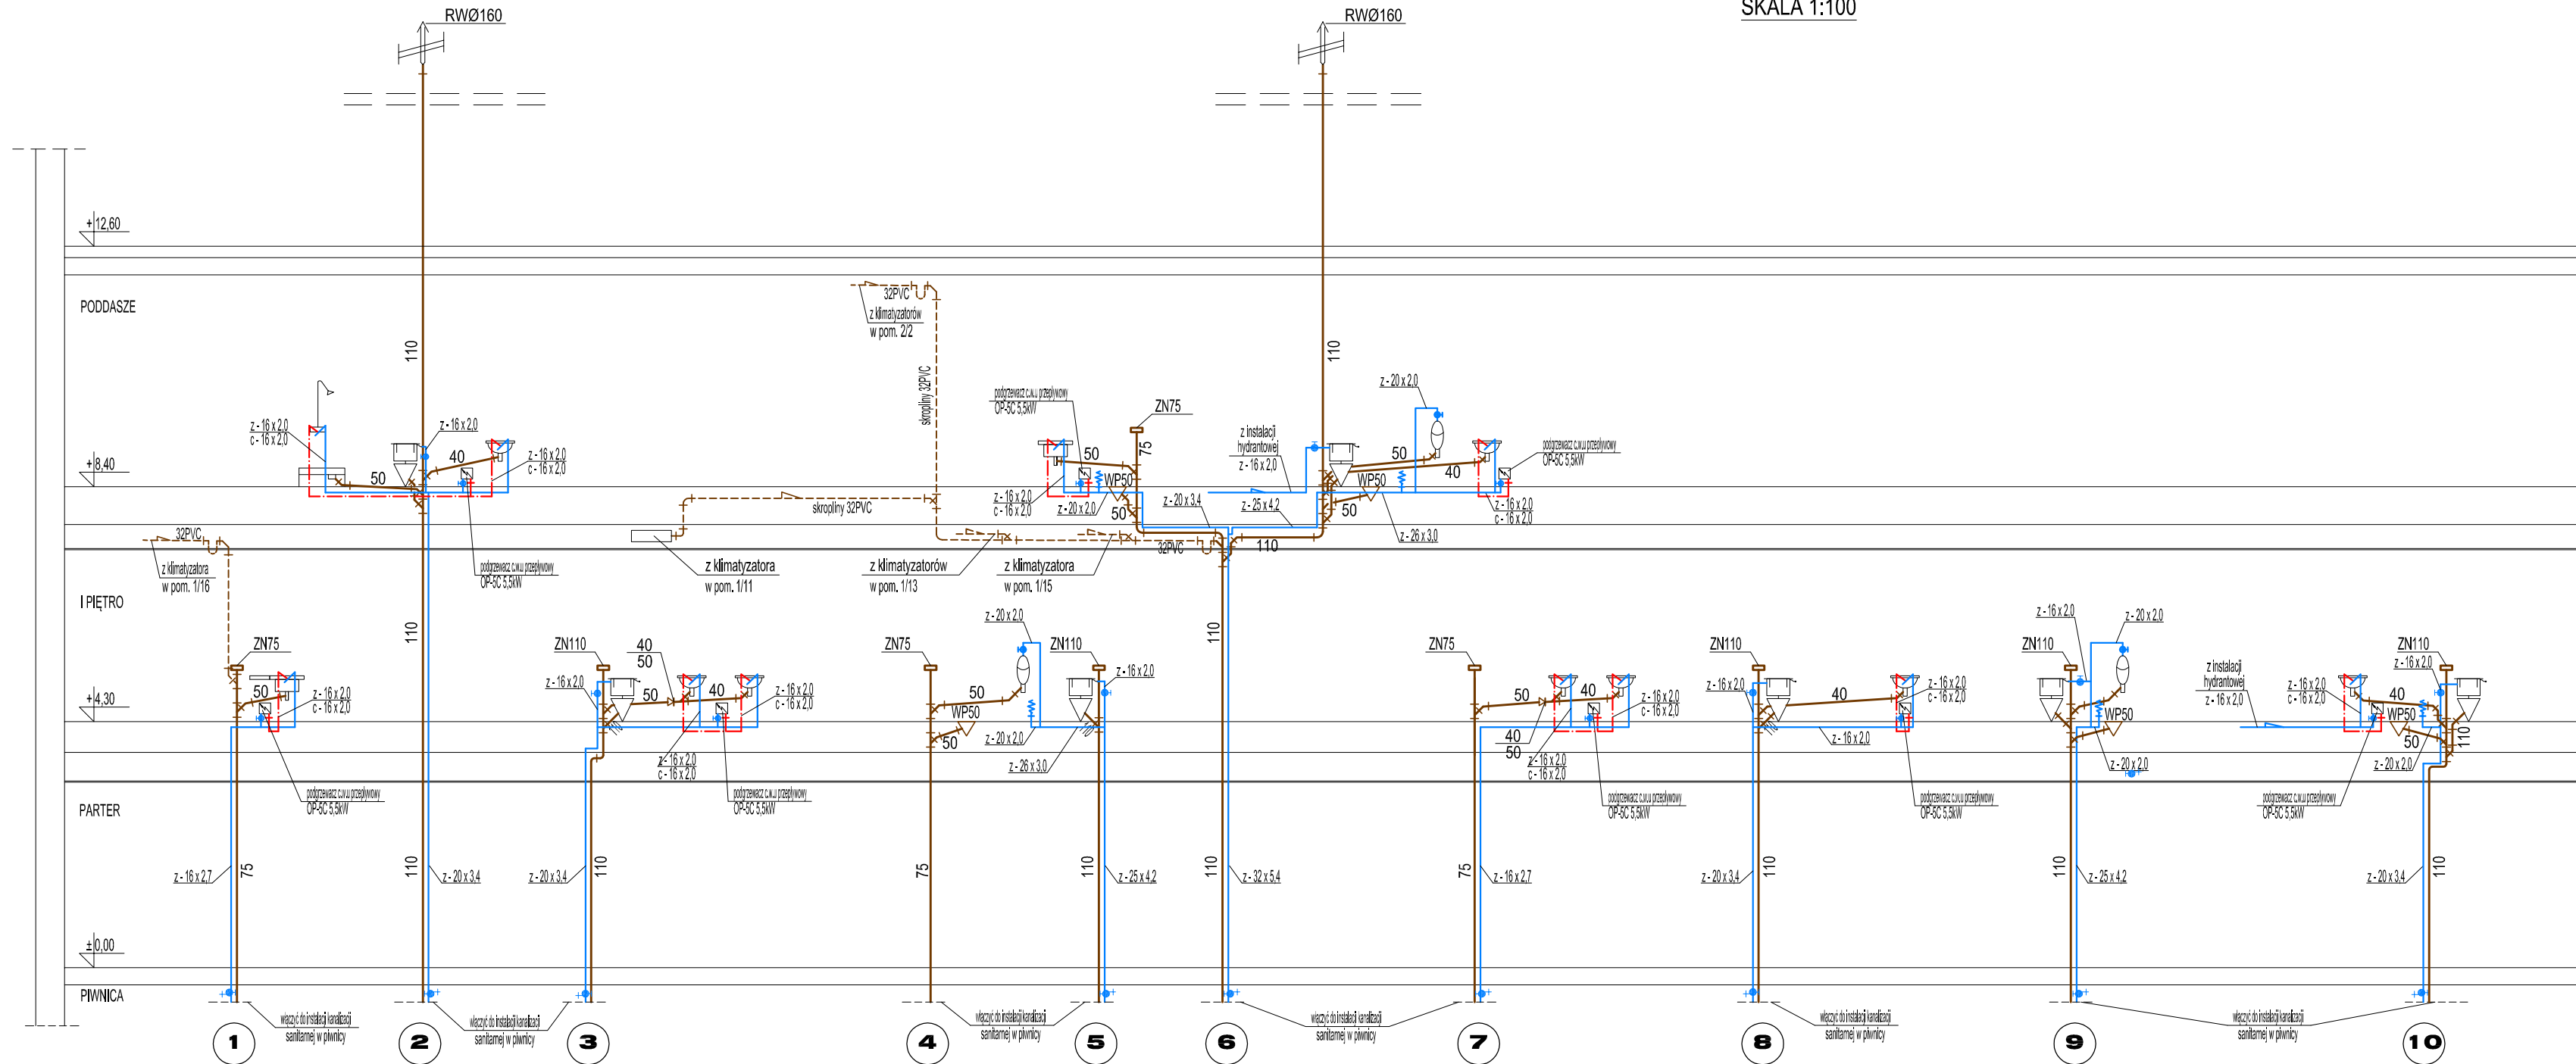 SKALA 1:100
RWØ160
RWØ160
+12,60
PODDASZE
32PVC
z klimatyzatorów
w pom. 2/2
110
110
skropliny 32PVC
z - 20 x 2,0
podgrzewacz c.w.u przepływowy
OP-5C 5,5kW
ZN75
75
z - 16 x 2,0
c - 16 x 2,0
z - 16 x 2,0
40
z - 16 x 2,0
c - 16 x 2,0
50
50
z instalacji
hydrantowej
z - 16 x 2,0
50
40
podgrzewacz c.w.u przepływowy
OP-5C 5,5kW
+8,40
WP50
WP50
z - 16 x 2,0
c - 16 x 2,0
z - 20 x 2,0
50
z - 20 x 3,4
z - 25 x 4,2
50
z - 16 x 2,0
c - 16 x 2,0
z - 26 x 3,0
skropliny 32PVC
32PVC
32PVC
110
z klimatyzatora
w pom. 1/16
podgrzewacz c.w.u przepływowy
OP-5C 5,5kW
z klimatyzatora
w pom. 1/11
z klimatyzatorów
w pom. 1/13
z klimatyzatora
w pom. 1/15
I PIĘTRO
110
110
z - 20 x 2,0
z - 16 x 2,0
z - 20 x 2,0
ZN75
ZN110
40
50
ZN75
ZN110
ZN75
ZN110
ZN110
ZN110
z - 16 x 2,0
z - 16 x 2,0
z instalacji
hydrantowej
z - 16 x 2,0
50
z - 16 x 2,0
c - 16 x 2,0
z - 16 x 2,0
50
40
z - 16 x 2,0
c - 16 x 2,0
50
WP50
50
50
40
z - 16 x 2,0
c - 16 x 2,0
z - 16 x 2,0
40
z - 16 x 2,0
c - 16 x 2,0
WP50
z - 16 x 2,0
c - 16 x 2,0
40
WP50
50
110
+4,30
z - 16 x 2,0
c - 16 x 2,0
z - 20 x 2,0
z - 26 x 3,0
40
50
z - 16 x 2,0
c - 16 x 2,0
z - 16 x 2,0
z - 20 x 2,0
z - 20 x 2,0
podgrzewacz c.w.u przepływowy
OP-5C 5,5kW
podgrzewacz c.w.u przepływowy
OP-5C 5,5kW
podgrzewacz c.w.u przepływowy
OP-5C 5,5kW
podgrzewacz c.w.u przepływowy
OP-5C 5,5kW
podgrzewacz c.w.u przepływowy
OP-5C 5,5kW
PARTER
z - 16 x 2,7
75
110
z - 20 x 3,4
z - 20 x 3,4
110
75
110
z - 25 x 4,2
110
z - 32 x 5,4
75
z - 16 x 2,7
z - 20 x 3,4
110
110
z - 25 x 4,2
z - 20 x 3,4
110
±0,00
PIWNICA
włączyć do instalacji kanalizacji
sanitarnej w piwnicy
włączyć do instalacji kanalizacji
sanitarnej w piwnicy
włączyć do instalacji kanalizacji
sanitarnej w piwnicy
włączyć do instalacji kanalizacji
sanitarnej w piwnicy
włączyć do instalacji kanalizacji
sanitarnej w piwnicy
włączyć do instalacji kanalizacji
sanitarnej w piwnicy
1
2
3
4
5
6
7
8
9
10